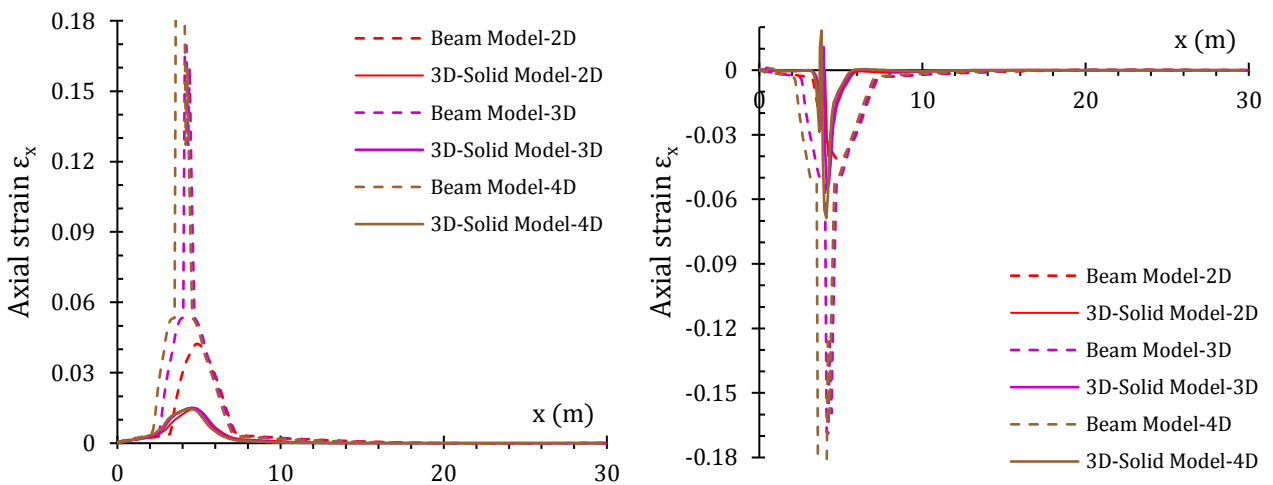 0.18
0.15
0.12
0.09
0.06
0.03
0
Axial strain εx
0 10 20 30
x (m)
Beam Model-2D
3D-Solid Model-2D
Beam Model-3D
3D-Solid Model-3D
Beam Model-4D
3D-Solid Model-4D
x (m)
0
-0.03
-0.06
-0.09
-0.12
-0.15
-0.18
Axial strain εx
0 10 20 30
Beam Model-2D
3D-Solid Model-2D
Beam Model-3D
3D-Solid Model-3D
Beam Model-4D
3D-Solid Model-4D